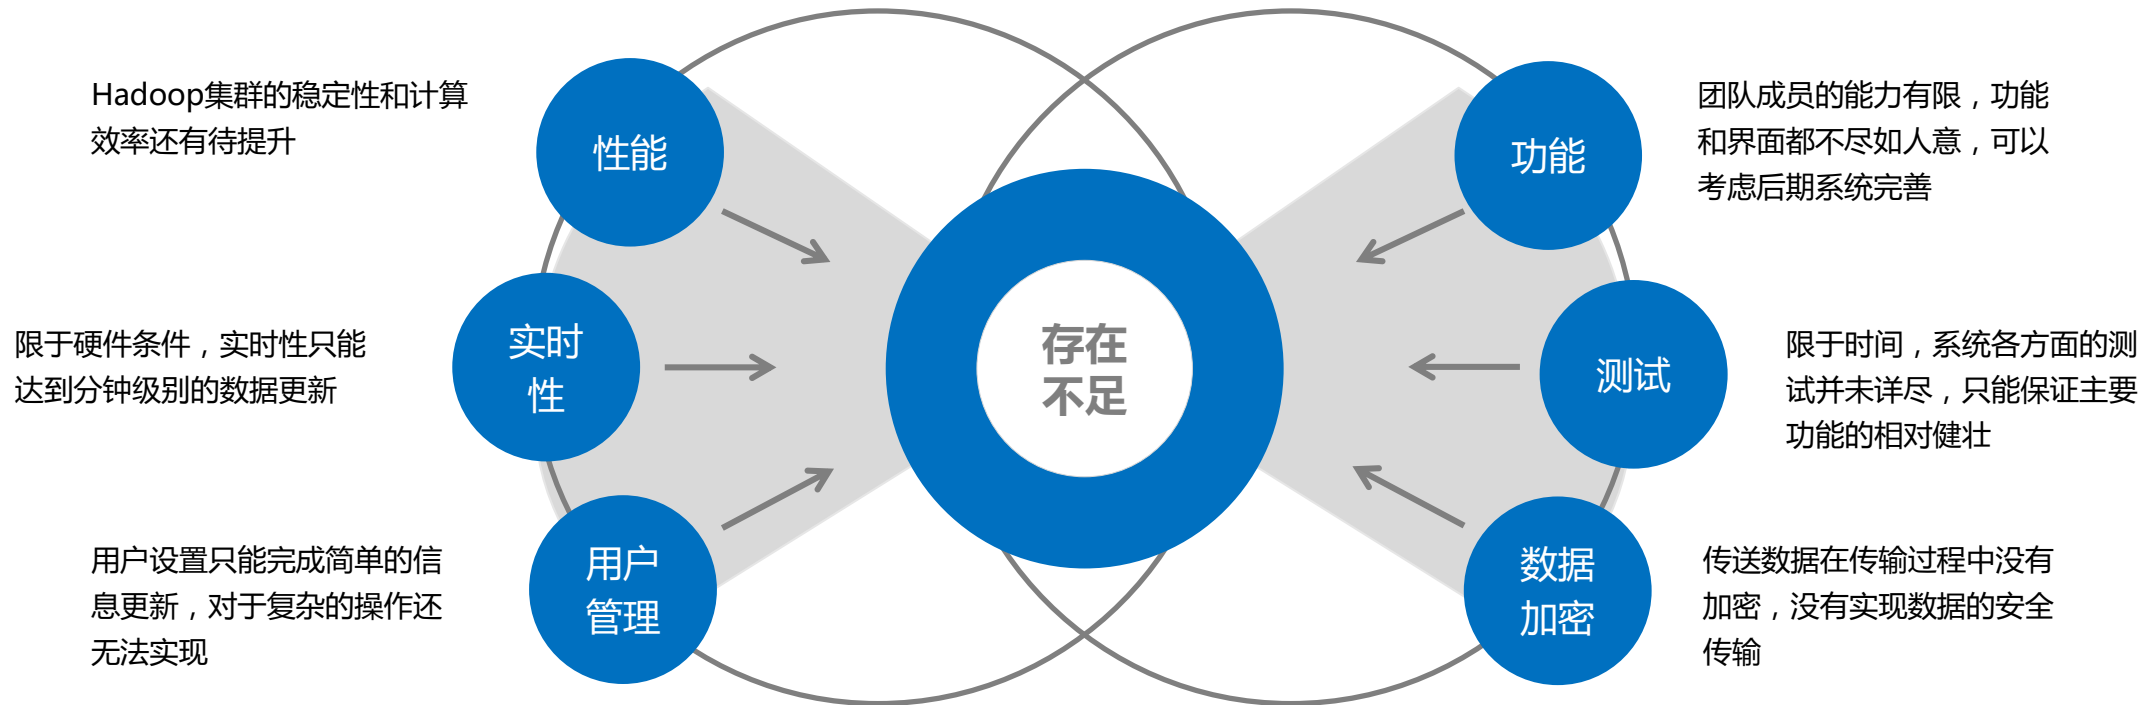 Hadoop集群的稳定性和计算
效率还有待提升
性能
限于硬件条件，实时性只能
达到分钟级别的数据更新
实时
性
用户设置只能完成简单的信
息更新，对于复杂的操作还
无法实现
用户
管理
存在
不足
功能
团队成员的能力有限，功能
和界面都不尽如人意，可以
考虑后期系统完善
测试
限于时间，系统各方面的测
试并未详尽，只能保证主要
功能的相对健壮
数据
加密
传送数据在传输过程中没有
加密，没有实现数据的安全
传输